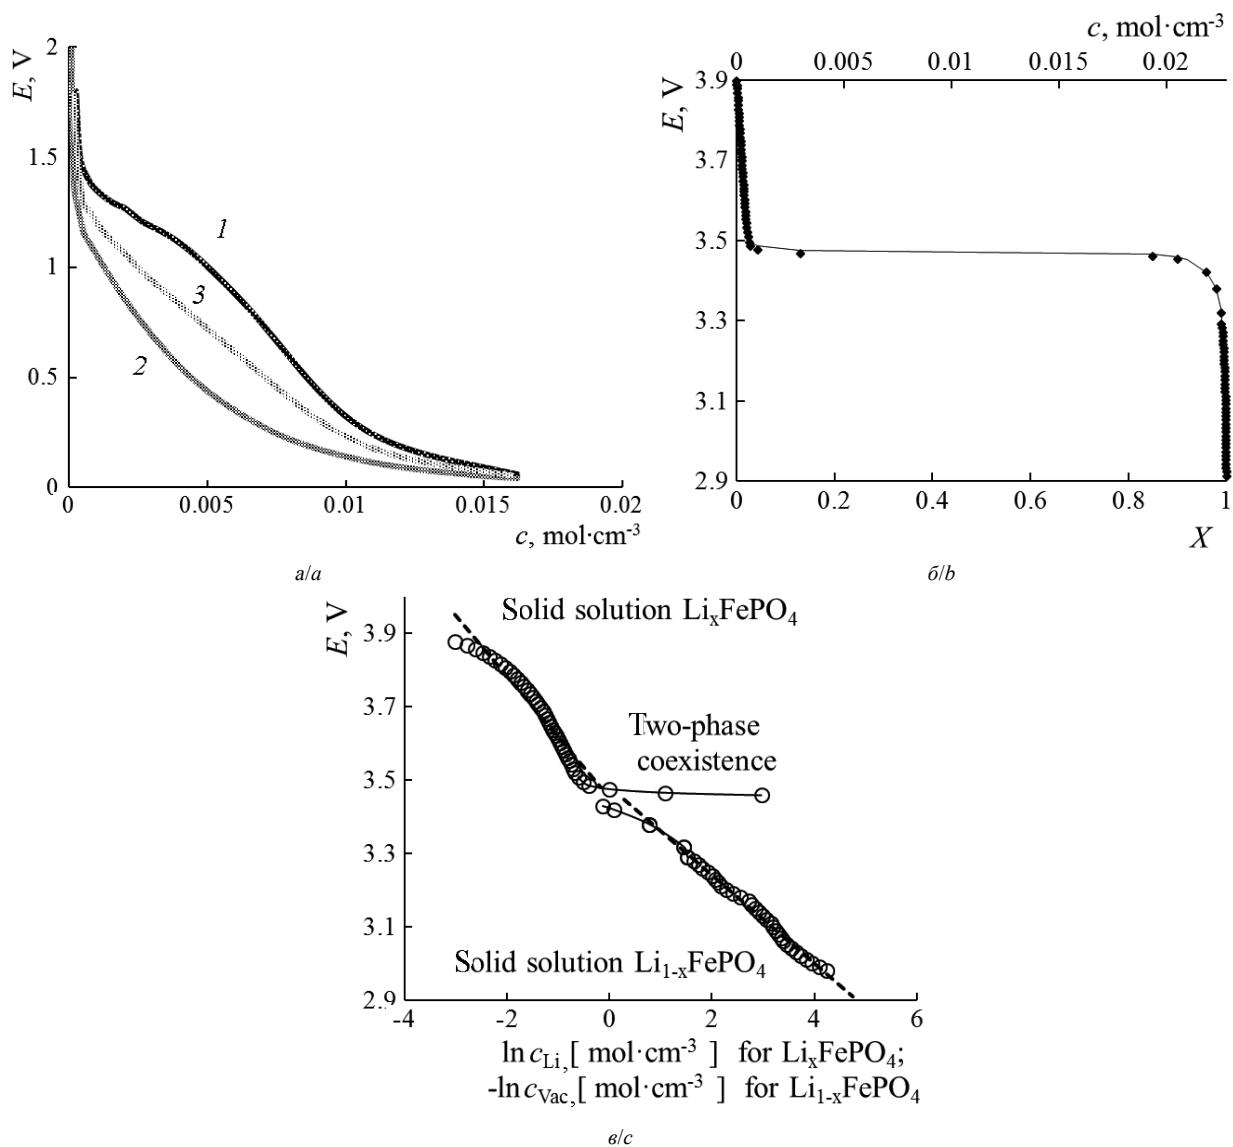 E, V
2
1.5
1
0.5
0
1
3
2
0 0.005 0.01 0.015 0.02
c, mol·cm-3
а/a
c, mol·cm-3
0 0.005 0.01 0.015 0.02
E, V
3.9
3.7
3.5
3.3
3.1
2.9
0 0.2 0.4 0.6 0.8 1
X
б/b
E, V
3.9
3.7
3.5
3.3
3.1
2.9
Solid solution LixFePO4
Two-phase
coexistence
Solid solution Li1-xFePO4
-4 -2 0 2 4 6
ln cLi,[ mol·cm-3 ] for LixFePO4;
-ln cVac,[ mol·cm-3 ] for Li1-xFePO4
в/c